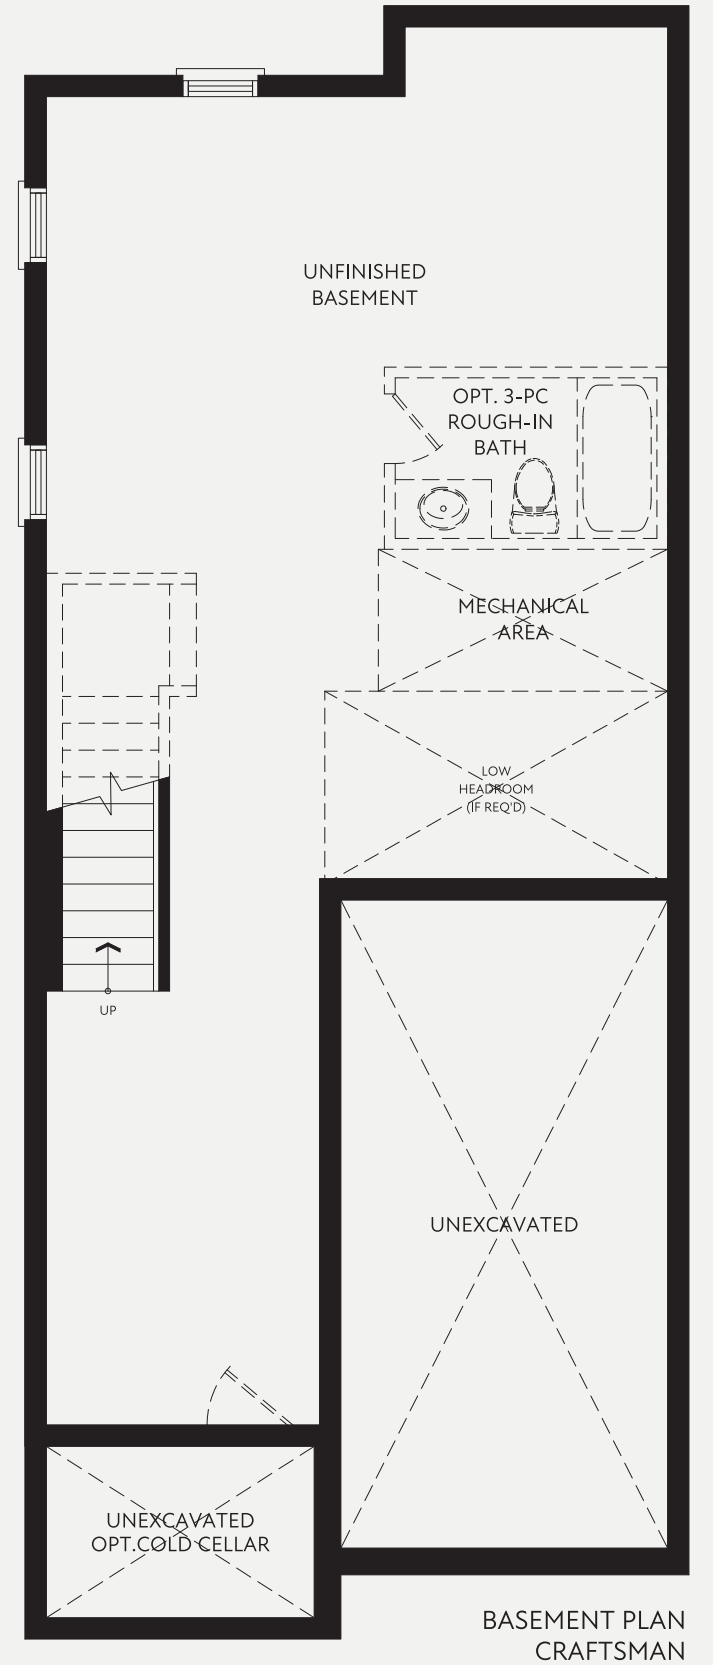 UNFINISHED
BASEMENT
OPT. 3-PC
ROUGH-IN
BATH
MECHANICAL
AREA
LOW
HEADROOM
(IF REQ'D)
UP
UNEXCAVATED
UNEXCAVATED
OPT.COLD CELLAR
BASEMENT PLAN
CRAFTSMAN